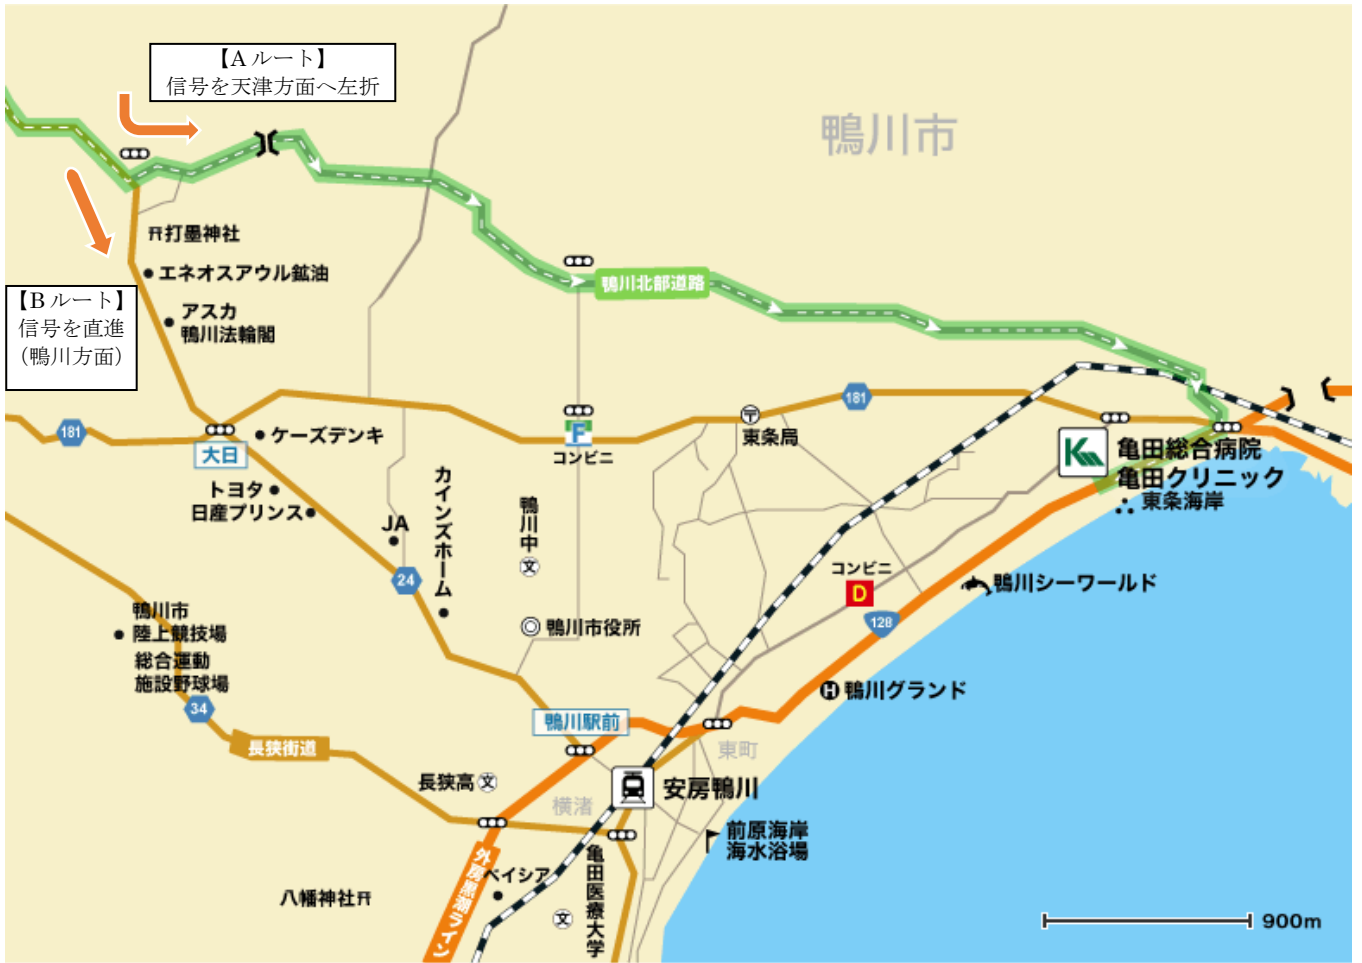 【Aルート】
信号を天津方面へ左折
鴨川市
打墨神社
エネオスアウル鉱油
【Bルート】
信号を直進
（鴨川方面）
アスカ
鴨川法輪閣
鴨川北部道路
181
181
大日
ケーズデンキ
F
コンビニ
東条局
亀田総合病院
亀田クリニック
東条海岸
K
トヨタ
日産プリンス
JA
カインズホーム
鴨川中
文
24
コンビニ
D
鴨川シーワールド
128
鴨川市
陸上競技場
総合運動
施設野球場
鴨川市役所
34
H
鴨川グランド
長狭街道
鴨川駅前
東町
長狭高
文
安房鴨川
横渚
前原海岸
海水浴場
外房黒潮ライン
ベイシア
亀田医療大学
八幡神社
文
900m